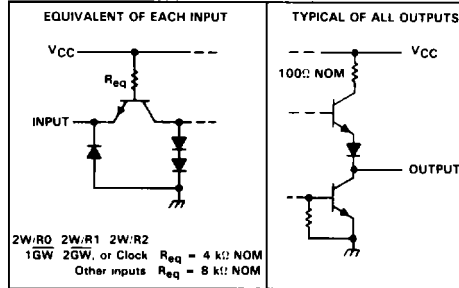 EQUIVALENT OF EACH INPUT
VCC
Req
INPUT
2W/R0 2W/R1 2W/R2
1GW 2GW, or Clock Req = 4 kΩ NOM
Other inputs Req = 8 kΩ NOM
TYPICAL OF ALL OUTPUTS
VCC
100Ω NOM
OUTPUT